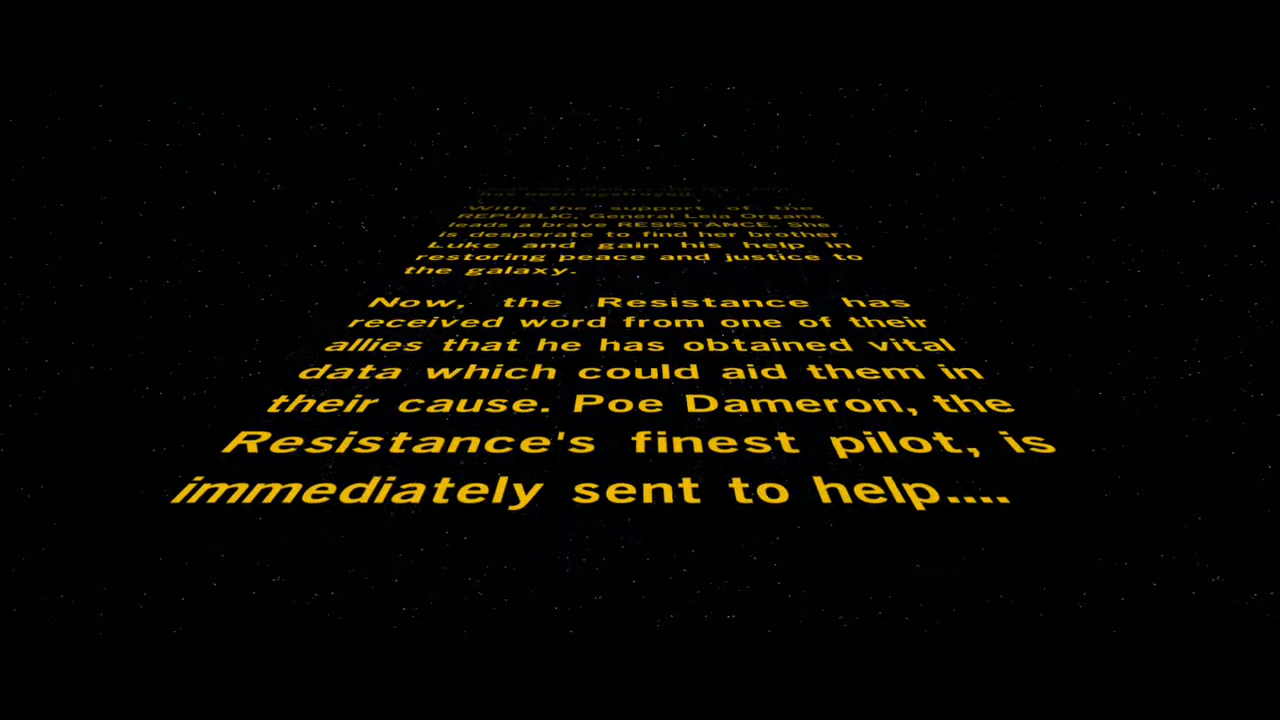 has been destroyed.
With the support of the
REPUBLIC, General Leia Organa
leads a brave RESISTANCE. She
is desperate to find her brother
Luke and gain his help in
restoring peace and justice to
the galaxy.
Now, the Resistance has
received word from one of their
allies that he has obtained vital
data which could aid them in
their cause. Poe Dameron, the
Resistance's finest pilot, is
immediately sent to help....